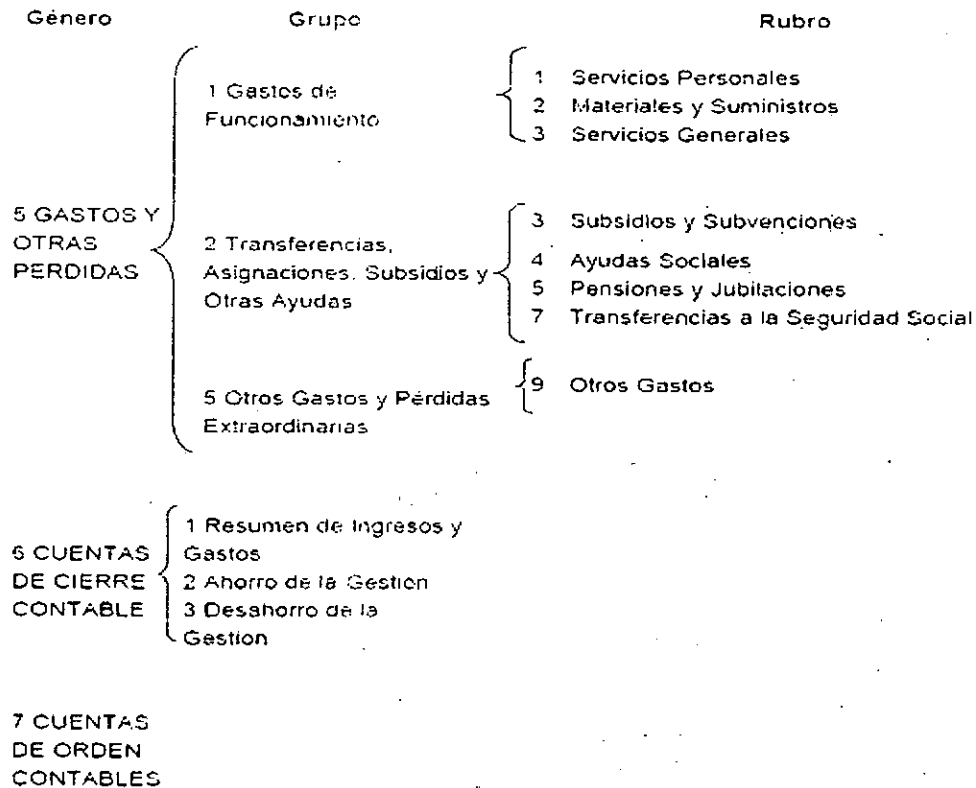 Género Grupo Rubro
1 Gastos de
Funcionamiento
1 Servicios Personales
2 Materiales y Suministros
3 Servicios Generales
5 GASTOS Y
OTRAS
PERDIDAS
2 Transferencias,
Asignaciones. Subsidios y
Otras Ayudas
3 Subsidios y Subvenciones
4 Ayudas Sociales
5 Pensiones y Jubilaciones
7 Transferencias a la Seguridad Social
5 Otros Gastos y Pérdidas
Extraordinarias
9 Otros Gastos
6 CUENTAS
DE CIERRE
CONTABLE
1 Resumen de Ingresos y
Gastos
2 Ahorro de la Gestion
3 Desahorro de la
Gestion
7 CUENTAS
DE ORDEN
CONTABLES